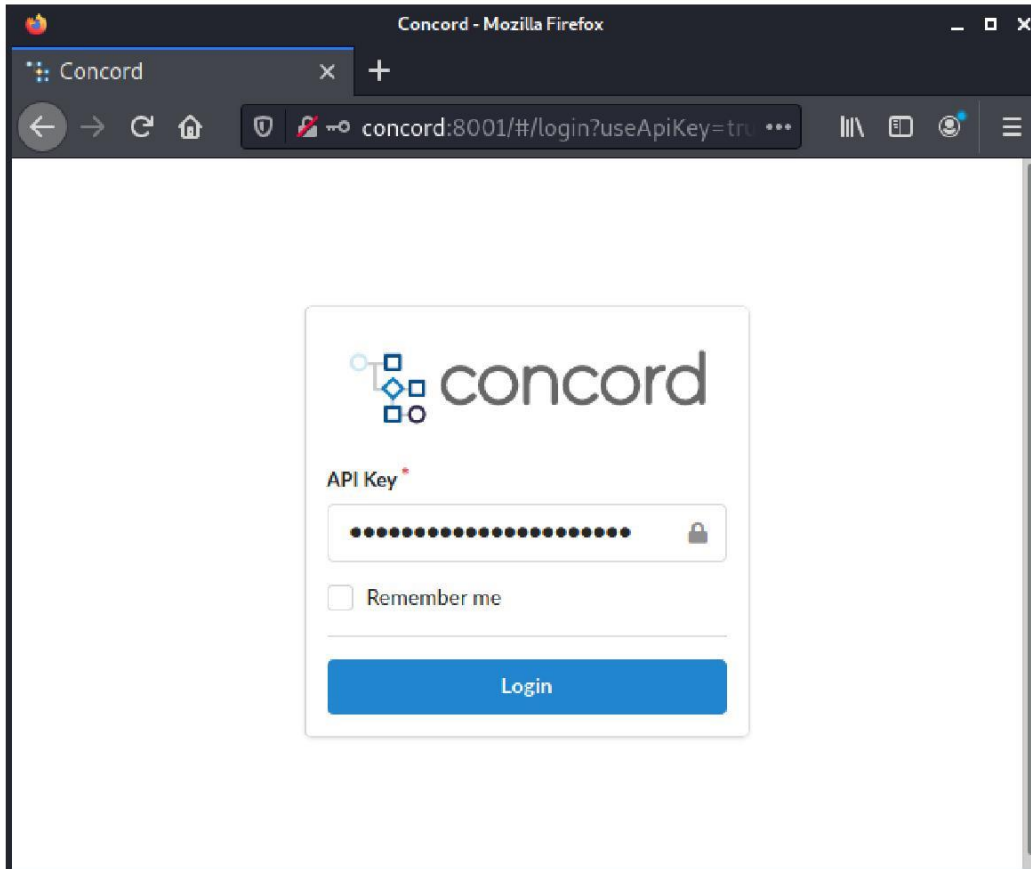 Concord - Mozilla Firefox
Concord
concord:8001/#/login?useApiKey=tru
concord
API Key *
••••••••••••••••••••••
Remember me
Login